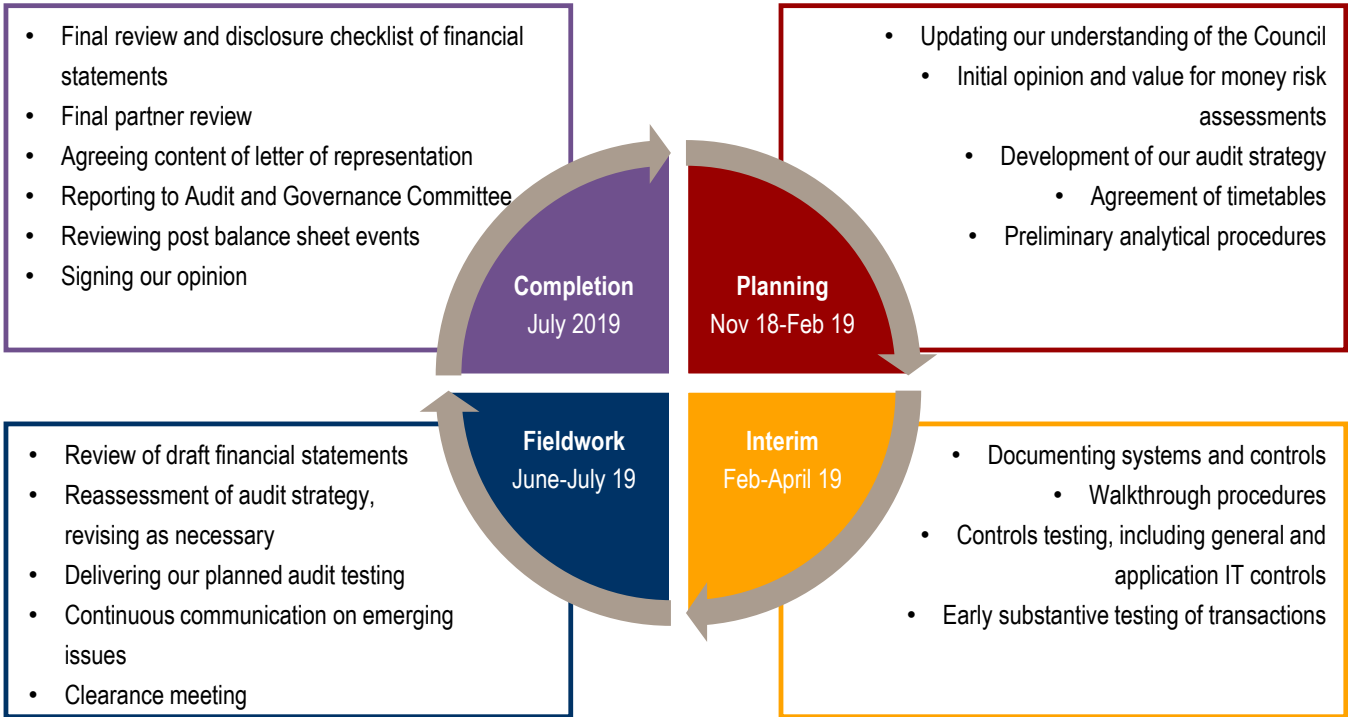 • Final review and disclosure checklist of financial
statements
• Final partner review
• Agreeing content of letter of representation
• Reporting to Audit and Governance Committee
• Reviewing post balance sheet events
• Signing our opinion
• Updating our understanding of the Council
• Initial opinion and value for money risk
assessments
• Development of our audit strategy
• Agreement of timetables
• Preliminary analytical procedures
Completion
July 2019
Planning
Nov 18-Feb 19
Fieldwork
June-July 19
Interim
Feb-April 19
• Review of draft financial statements
• Reassessment of audit strategy,
revising as necessary
• Delivering our planned audit testing
• Continuous communication on emerging
issues
• Clearance meeting
• Documenting systems and controls
• Walkthrough procedures
• Controls testing, including general and
application IT controls
• Early substantive testing of transactions